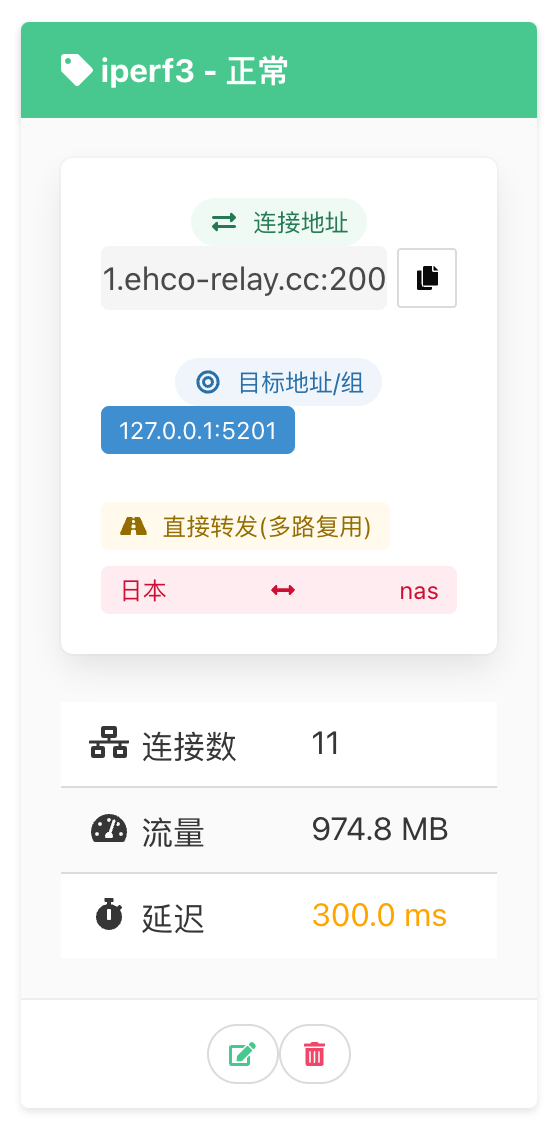 iperf3 - 正常
连接地址
1.ehco-relay.cc:200
目标地址/组
127.0.0.1:5201
直接转发(多路复用)
日本 nas
连接数 11
流量 974.8 MB
延迟 300.0 ms